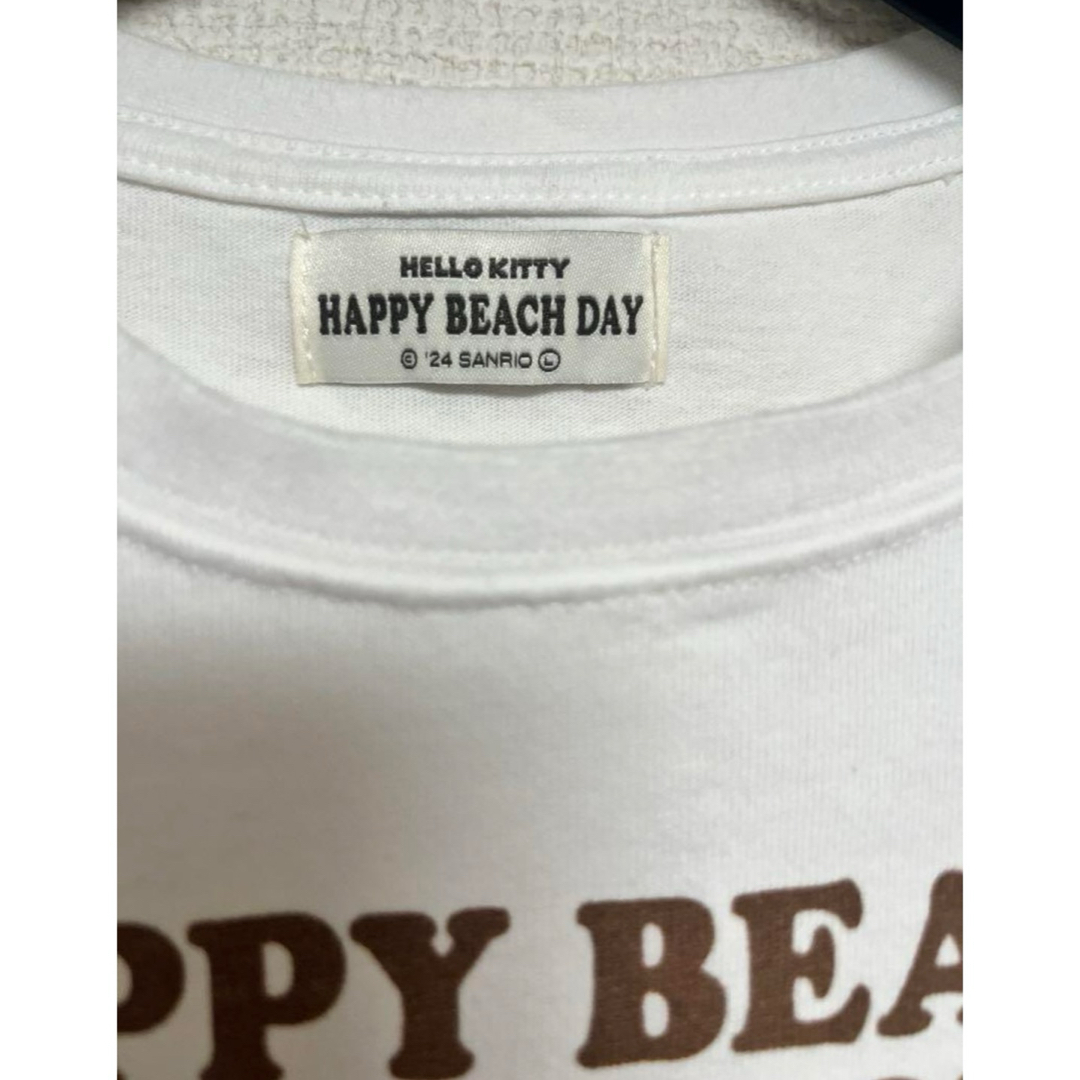 HELLO KITTY
HAPPY BEACH DAY
© '24 SANRIO Ⓛ
PPY BEA